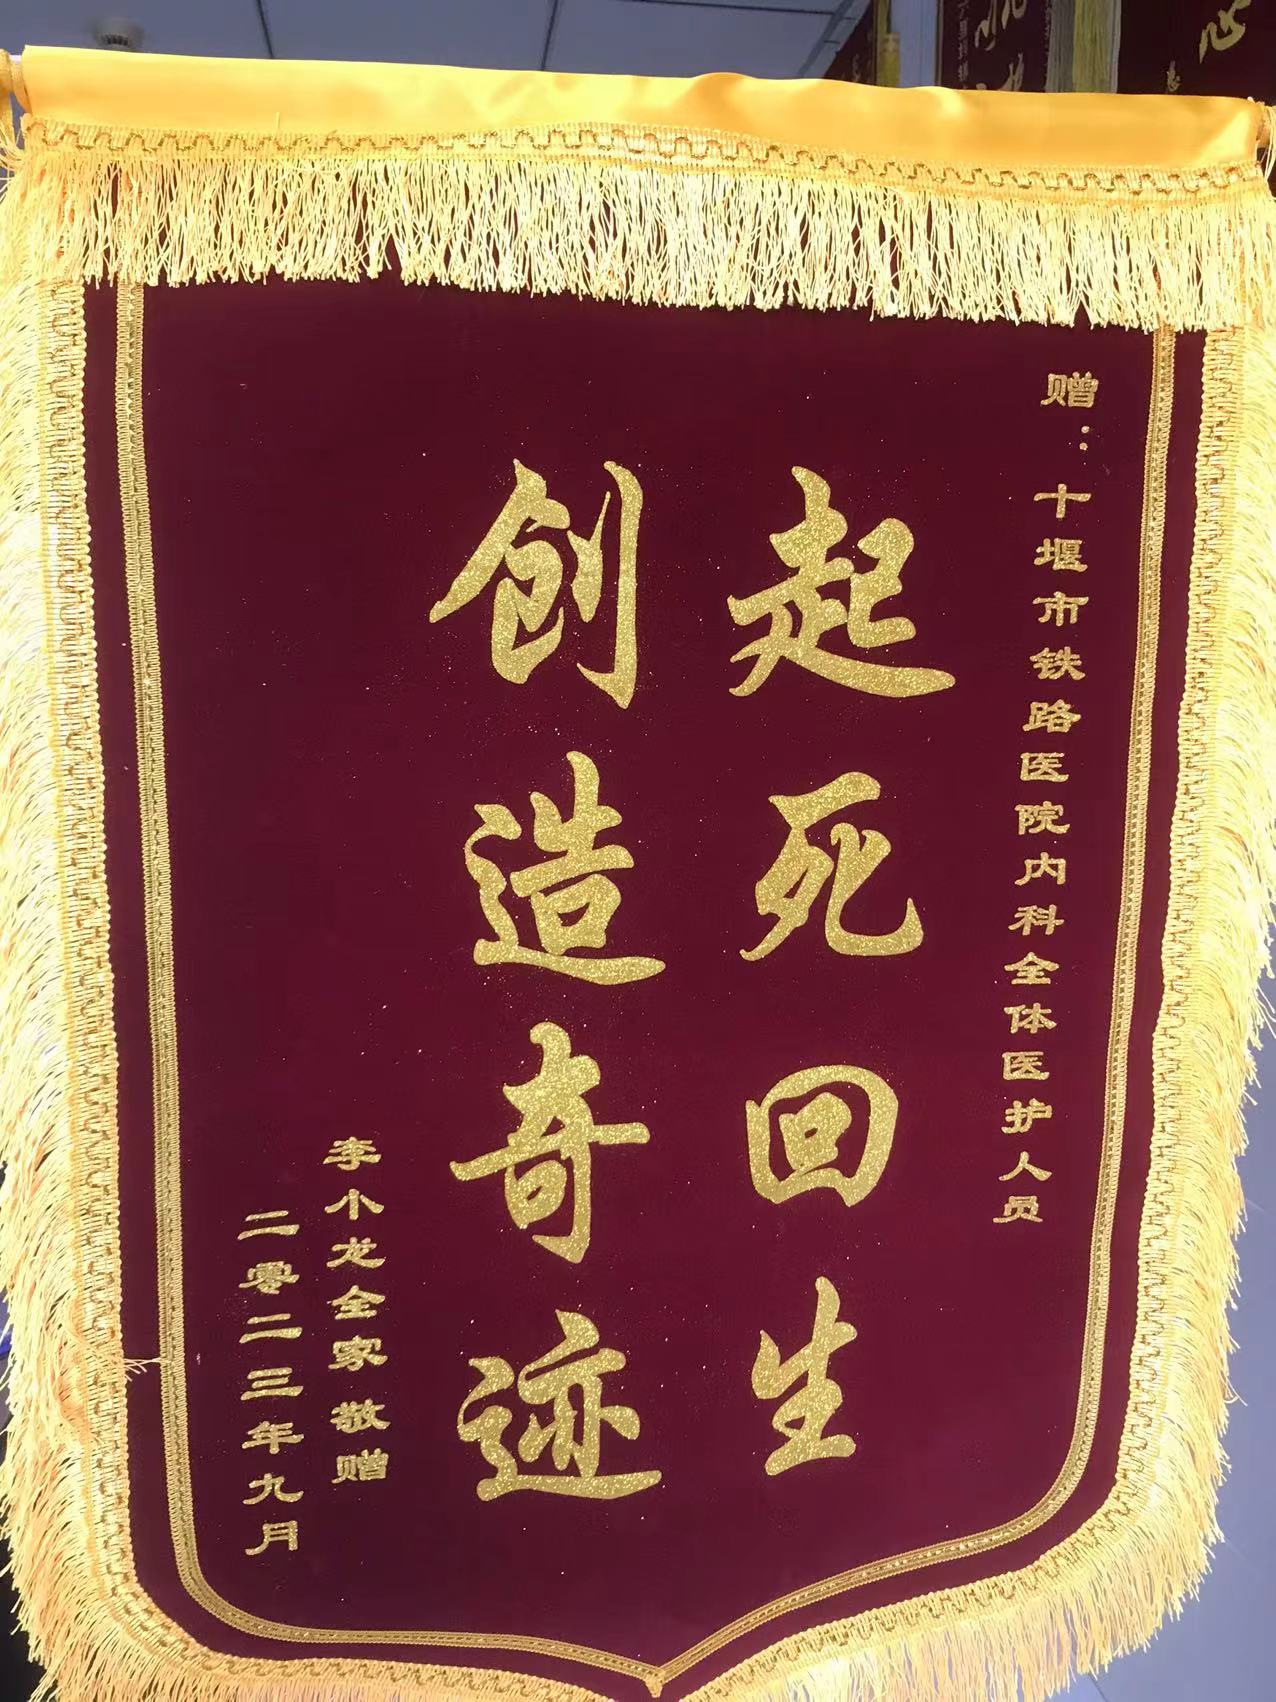 赠：十堰市铁路医院内科全体医护人员
起死回生
创造奇迹
李小龙全家 敬赠
二零二三年九月
心